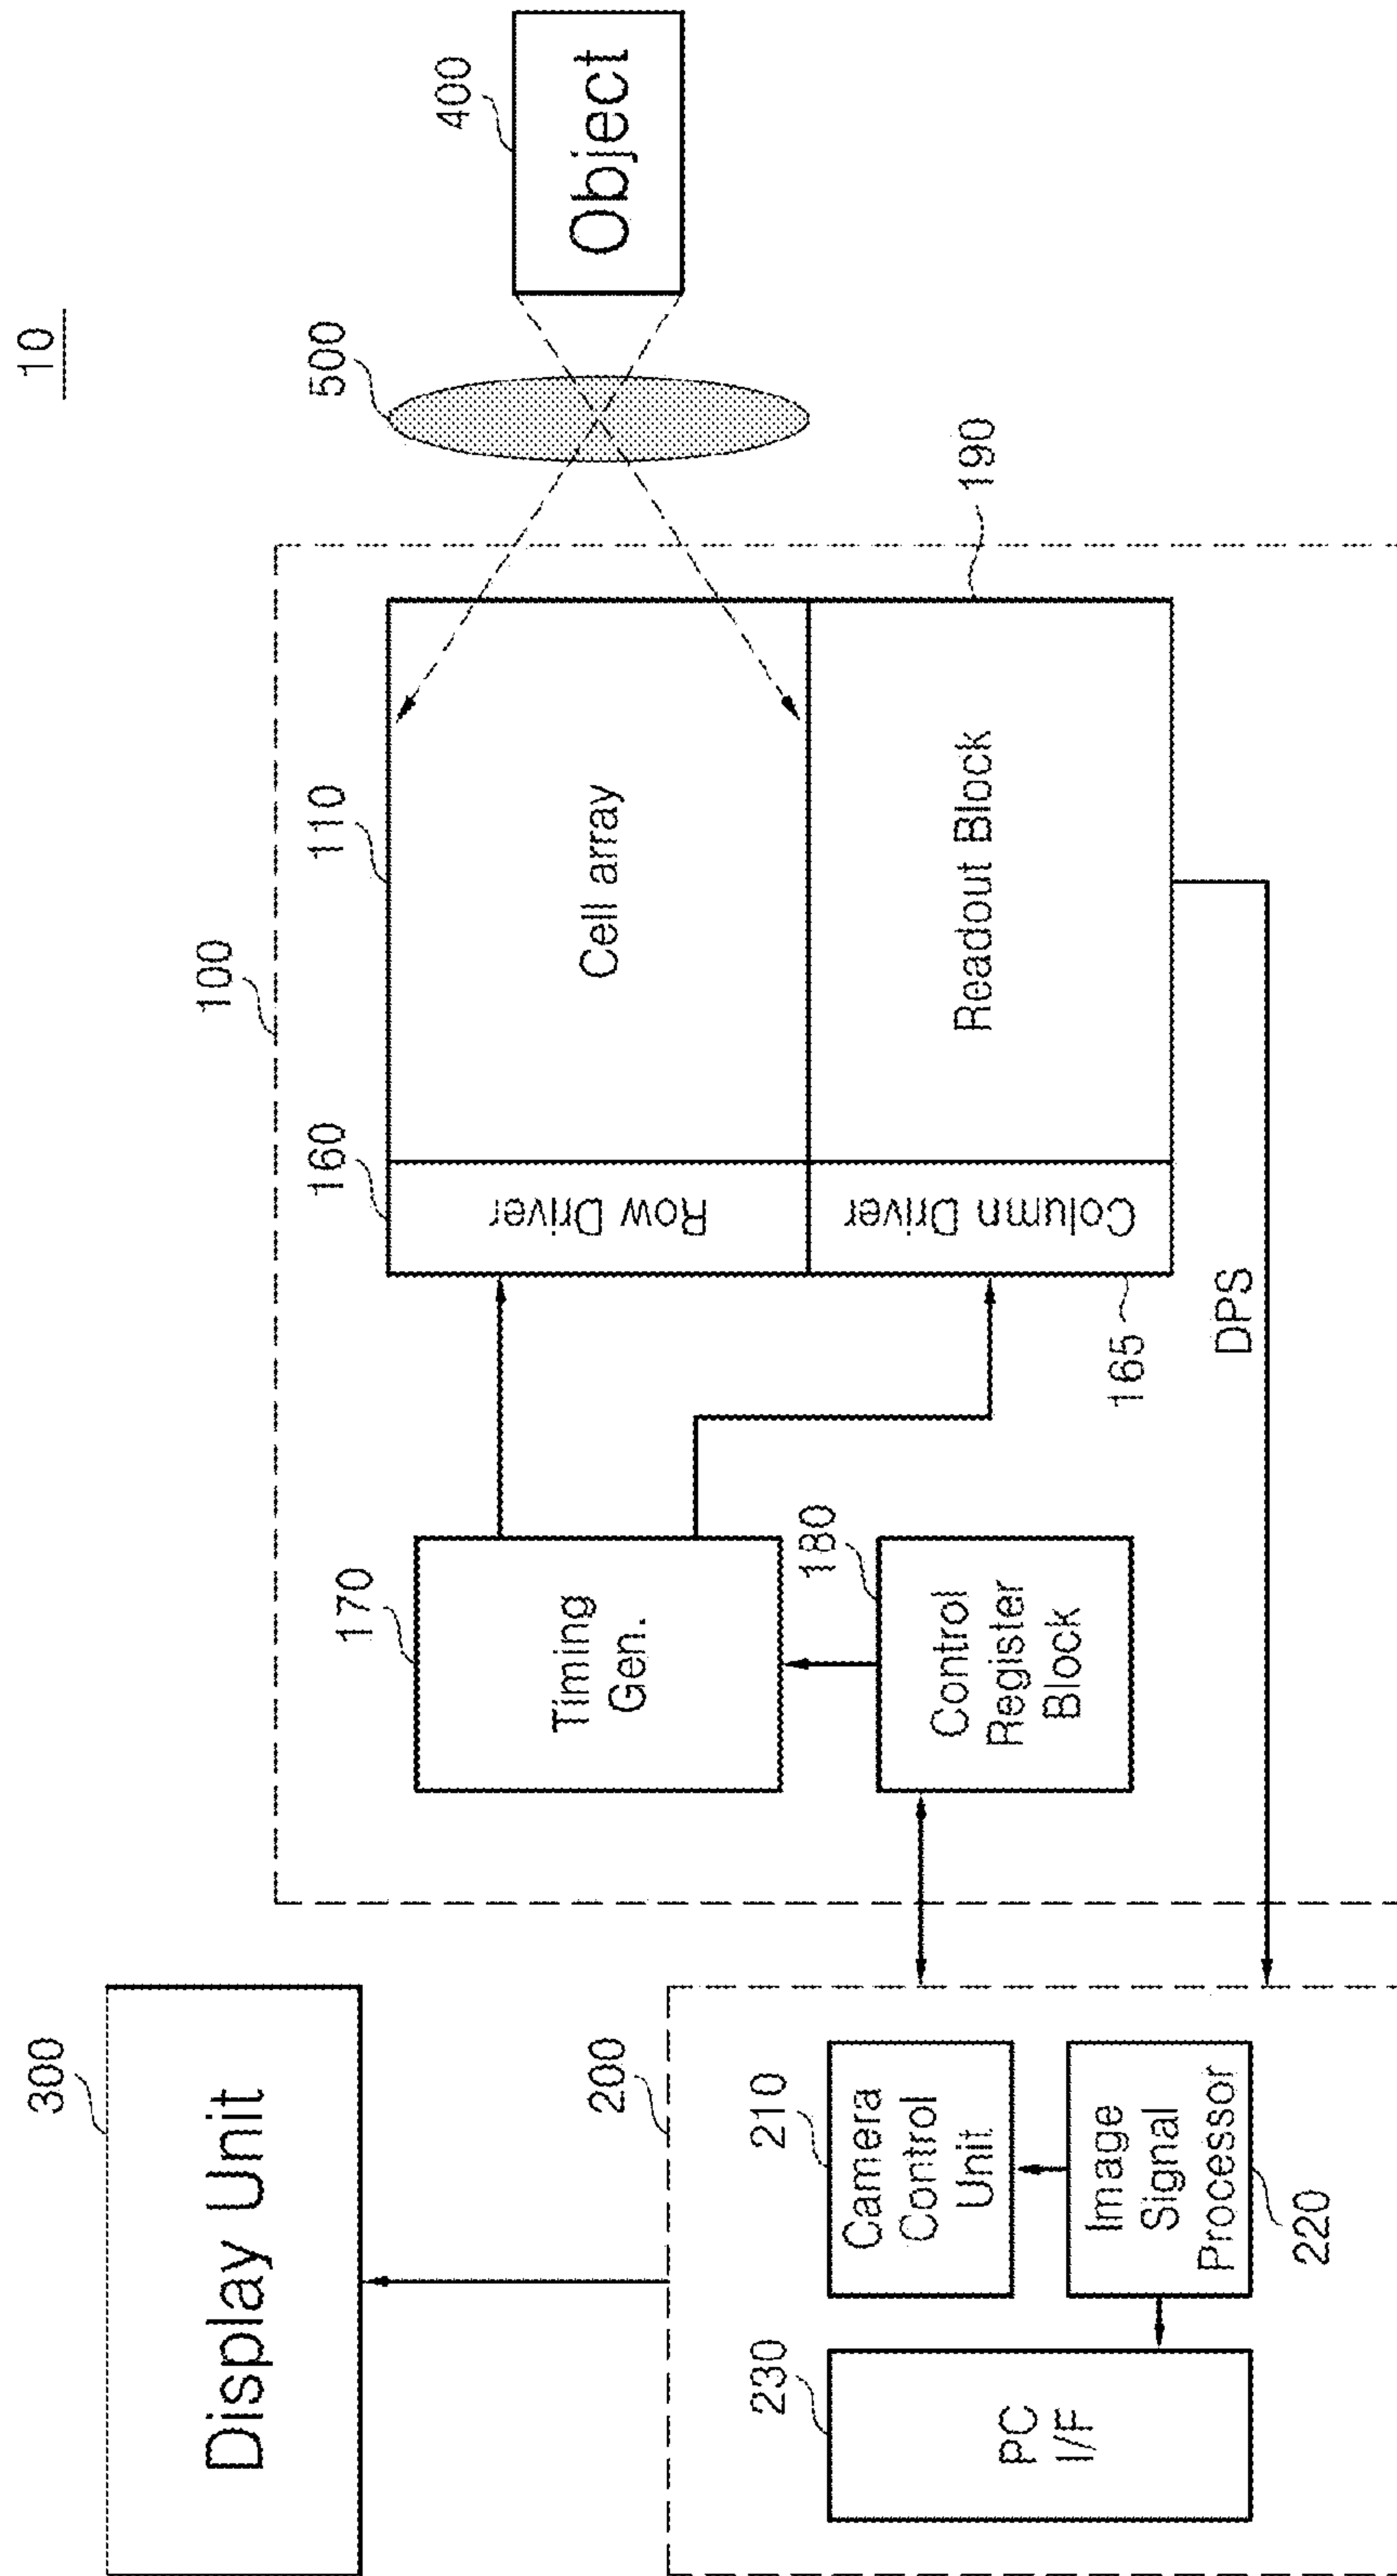 10
300
Display Unit
200
230
PC
I/F
210
Camera
Control
Unit
Image
Signal
Processor
220
100
170
Timing
Gen.
180
Control
Register
Block
160
Row Driver
Column Driver
165
110
Cell array
Readout Block
190
DPS
500
400
Object